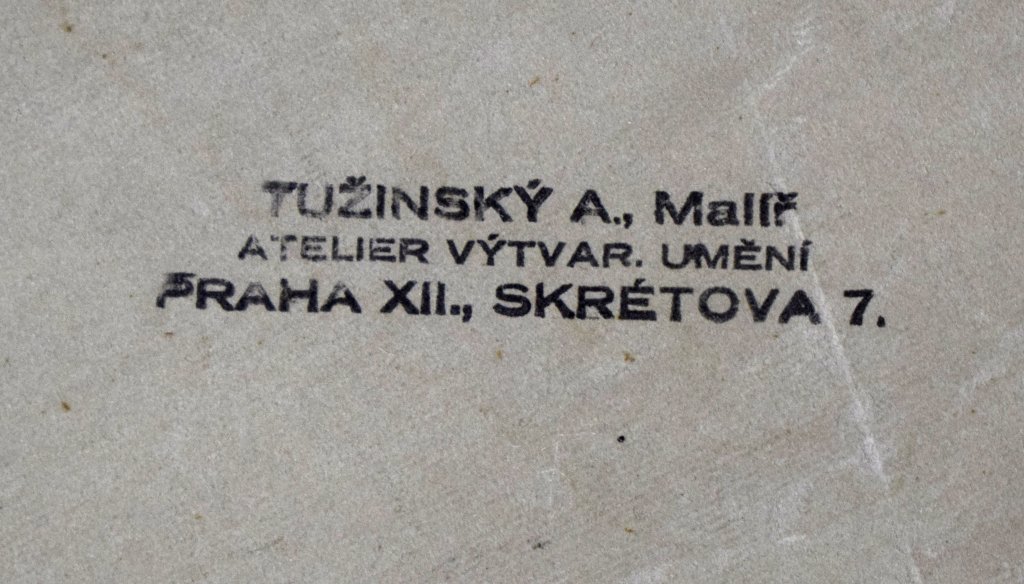 TUŽINSKÝ A., Malíř
ATELIER VÝTVAR. UMĚNÍ
PRAHA XII., SKRÉTOVA 7.